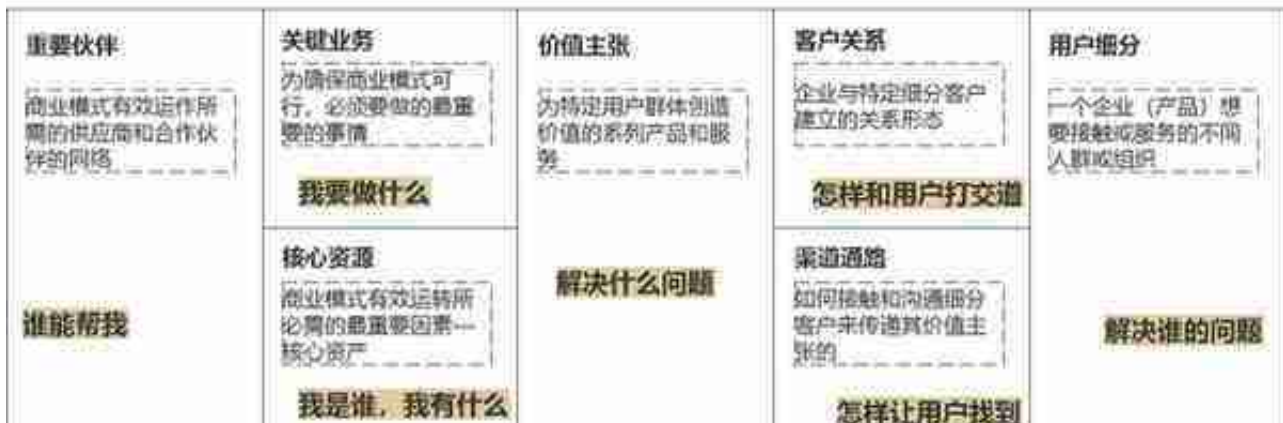 重要伙伴
商业模式有效运作所
需的供应商和合作伙
伴的网络
谁能帮我
关键业务
为确保商业模式可
行，必须要做的最重
要的事情
我要做什么
核心资源
商业模式有效运转所
必需的最重要因素---
核心资产
我是谁，我有什么
价值主张
为特定用户群体创造
价值的系列产品和服
务
解决什么问题
客户关系
企业与特定细分客户
建立的关系形态
怎样和用户打交道
渠道通路
如何接触和沟通细分
客户来传递其价值主
张的
怎样让用户找到
用户细分
一个企业（产品）想
要接触或服务的不同
人群或组织
解决谁的问题